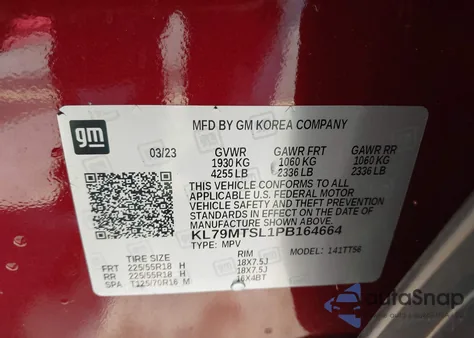 gm
MFD BY GM KOREA COMPANY
03/23 GVWR GAWR FRT GAWR RR
1930 KG 1060 KG 1060 KG
4255 LB 2336 LB 2336 LB
THIS VEHICLE CONFORMS TO ALL
APPLICABLE U.S. FEDERAL MOTOR
VEHICLE SAFETY AND THEFT PREVENTION
STANDARDS IN EFFECT ON THE DATE OF
MANUFACTURE SHOWN ABOVE.
KL79MTSL1PB164664
TYPE: MPV MODEL: 1417T56
TIRE SIZE RIM
FRT 225/55R18 H 18X7.5J
RR 225/55R18 H 18X7.5J
SPA T125/70R16 M 16X4BT
autoSnap